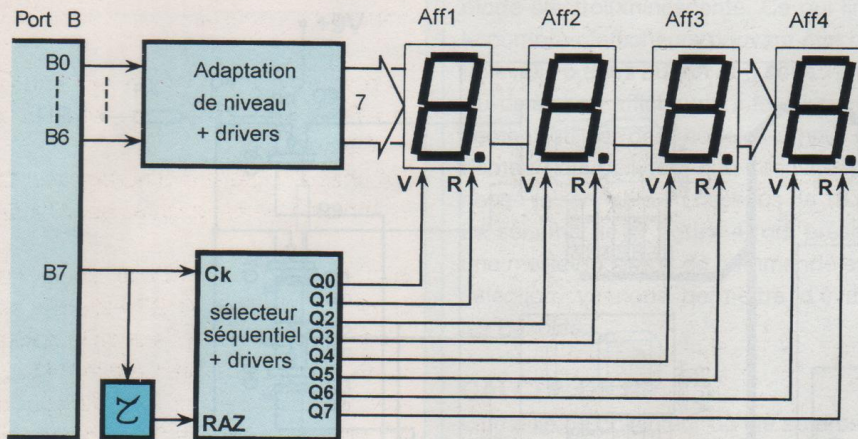 Port B
Aff1
Aff2
Aff3
Aff4
B0
B6
Adaptation
de niveau
+ drivers
7
V
R
V
R
V
R
V
R
B7
Ck
sélecteur
séquentiel
+ drivers
RAZ
Q0
Q1
Q2
Q3
Q4
Q5
Q6
Q7